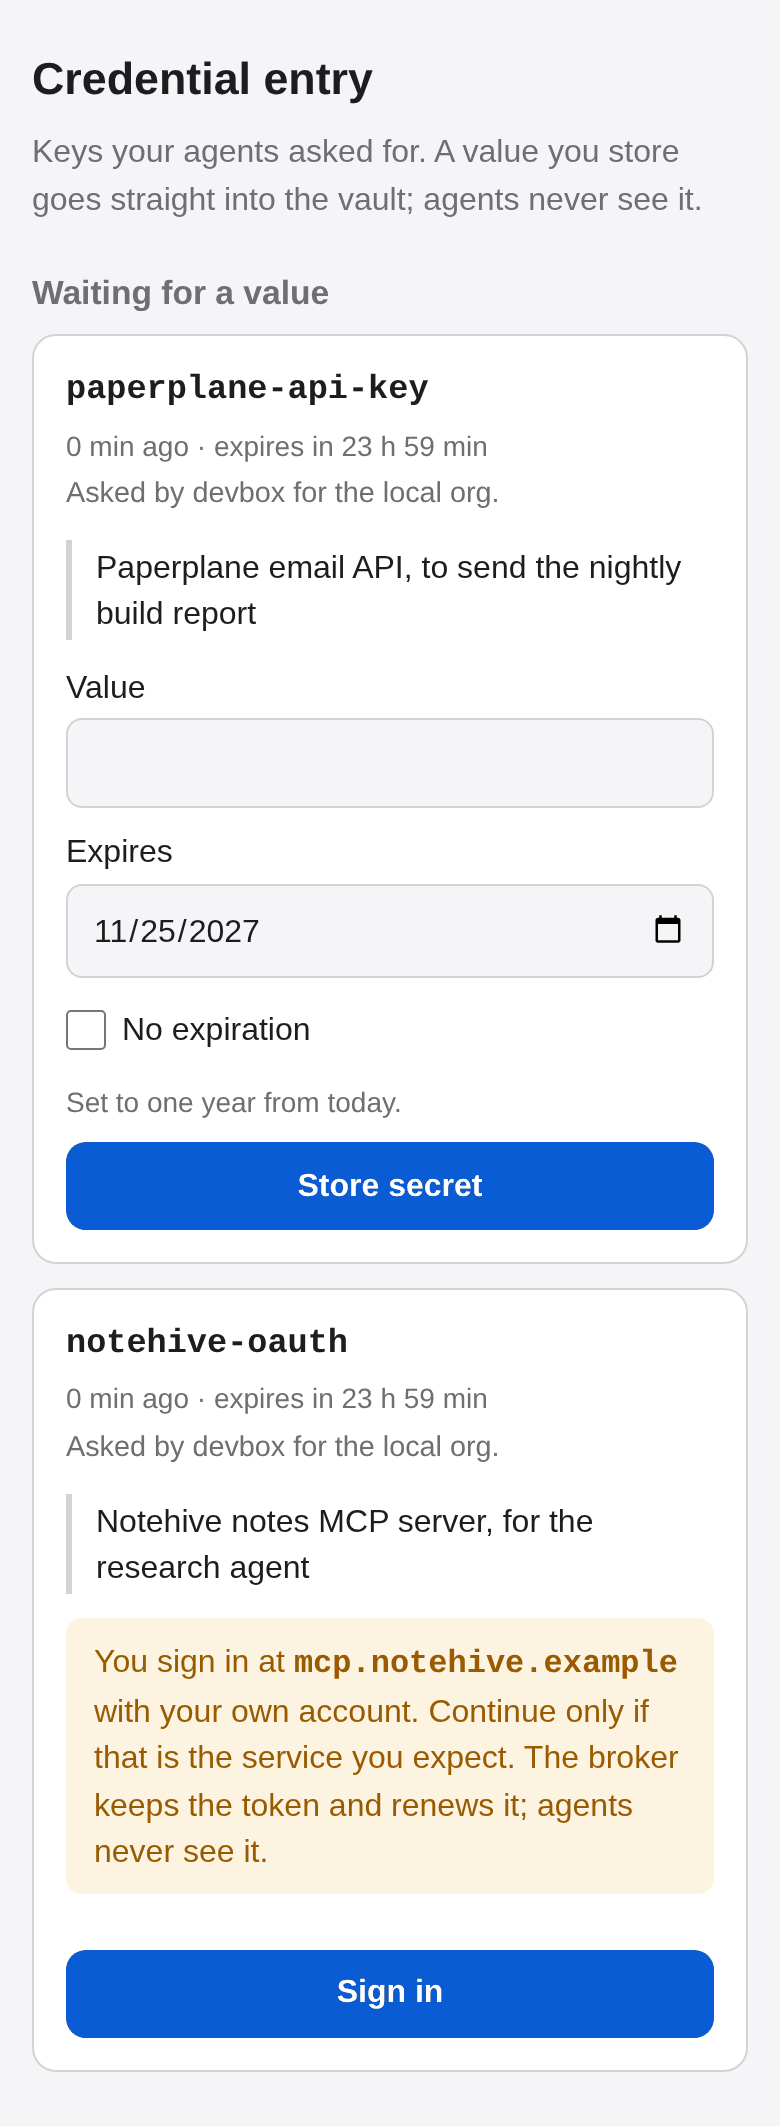 Credential entry
Keys your agents asked for. A value you store
goes straight into the vault; agents never see it.
Waiting for a value
paperplane-api-key
0 min ago · expires in 23 h 59 min
Asked by devbox for the local org.
Paperplane email API, to send the nightly
build report
Value
Expires
11/25/2027
No expiration
Set to one year from today.
Store secret
notehive-oauth
0 min ago · expires in 23 h 59 min
Asked by devbox for the local org.
Notehive notes MCP server, for the
research agent
You sign in at mcp.notehive.example
with your own account. Continue only if
that is the service you expect. The broker
keeps the token and renews it; agents
never see it.
Sign in